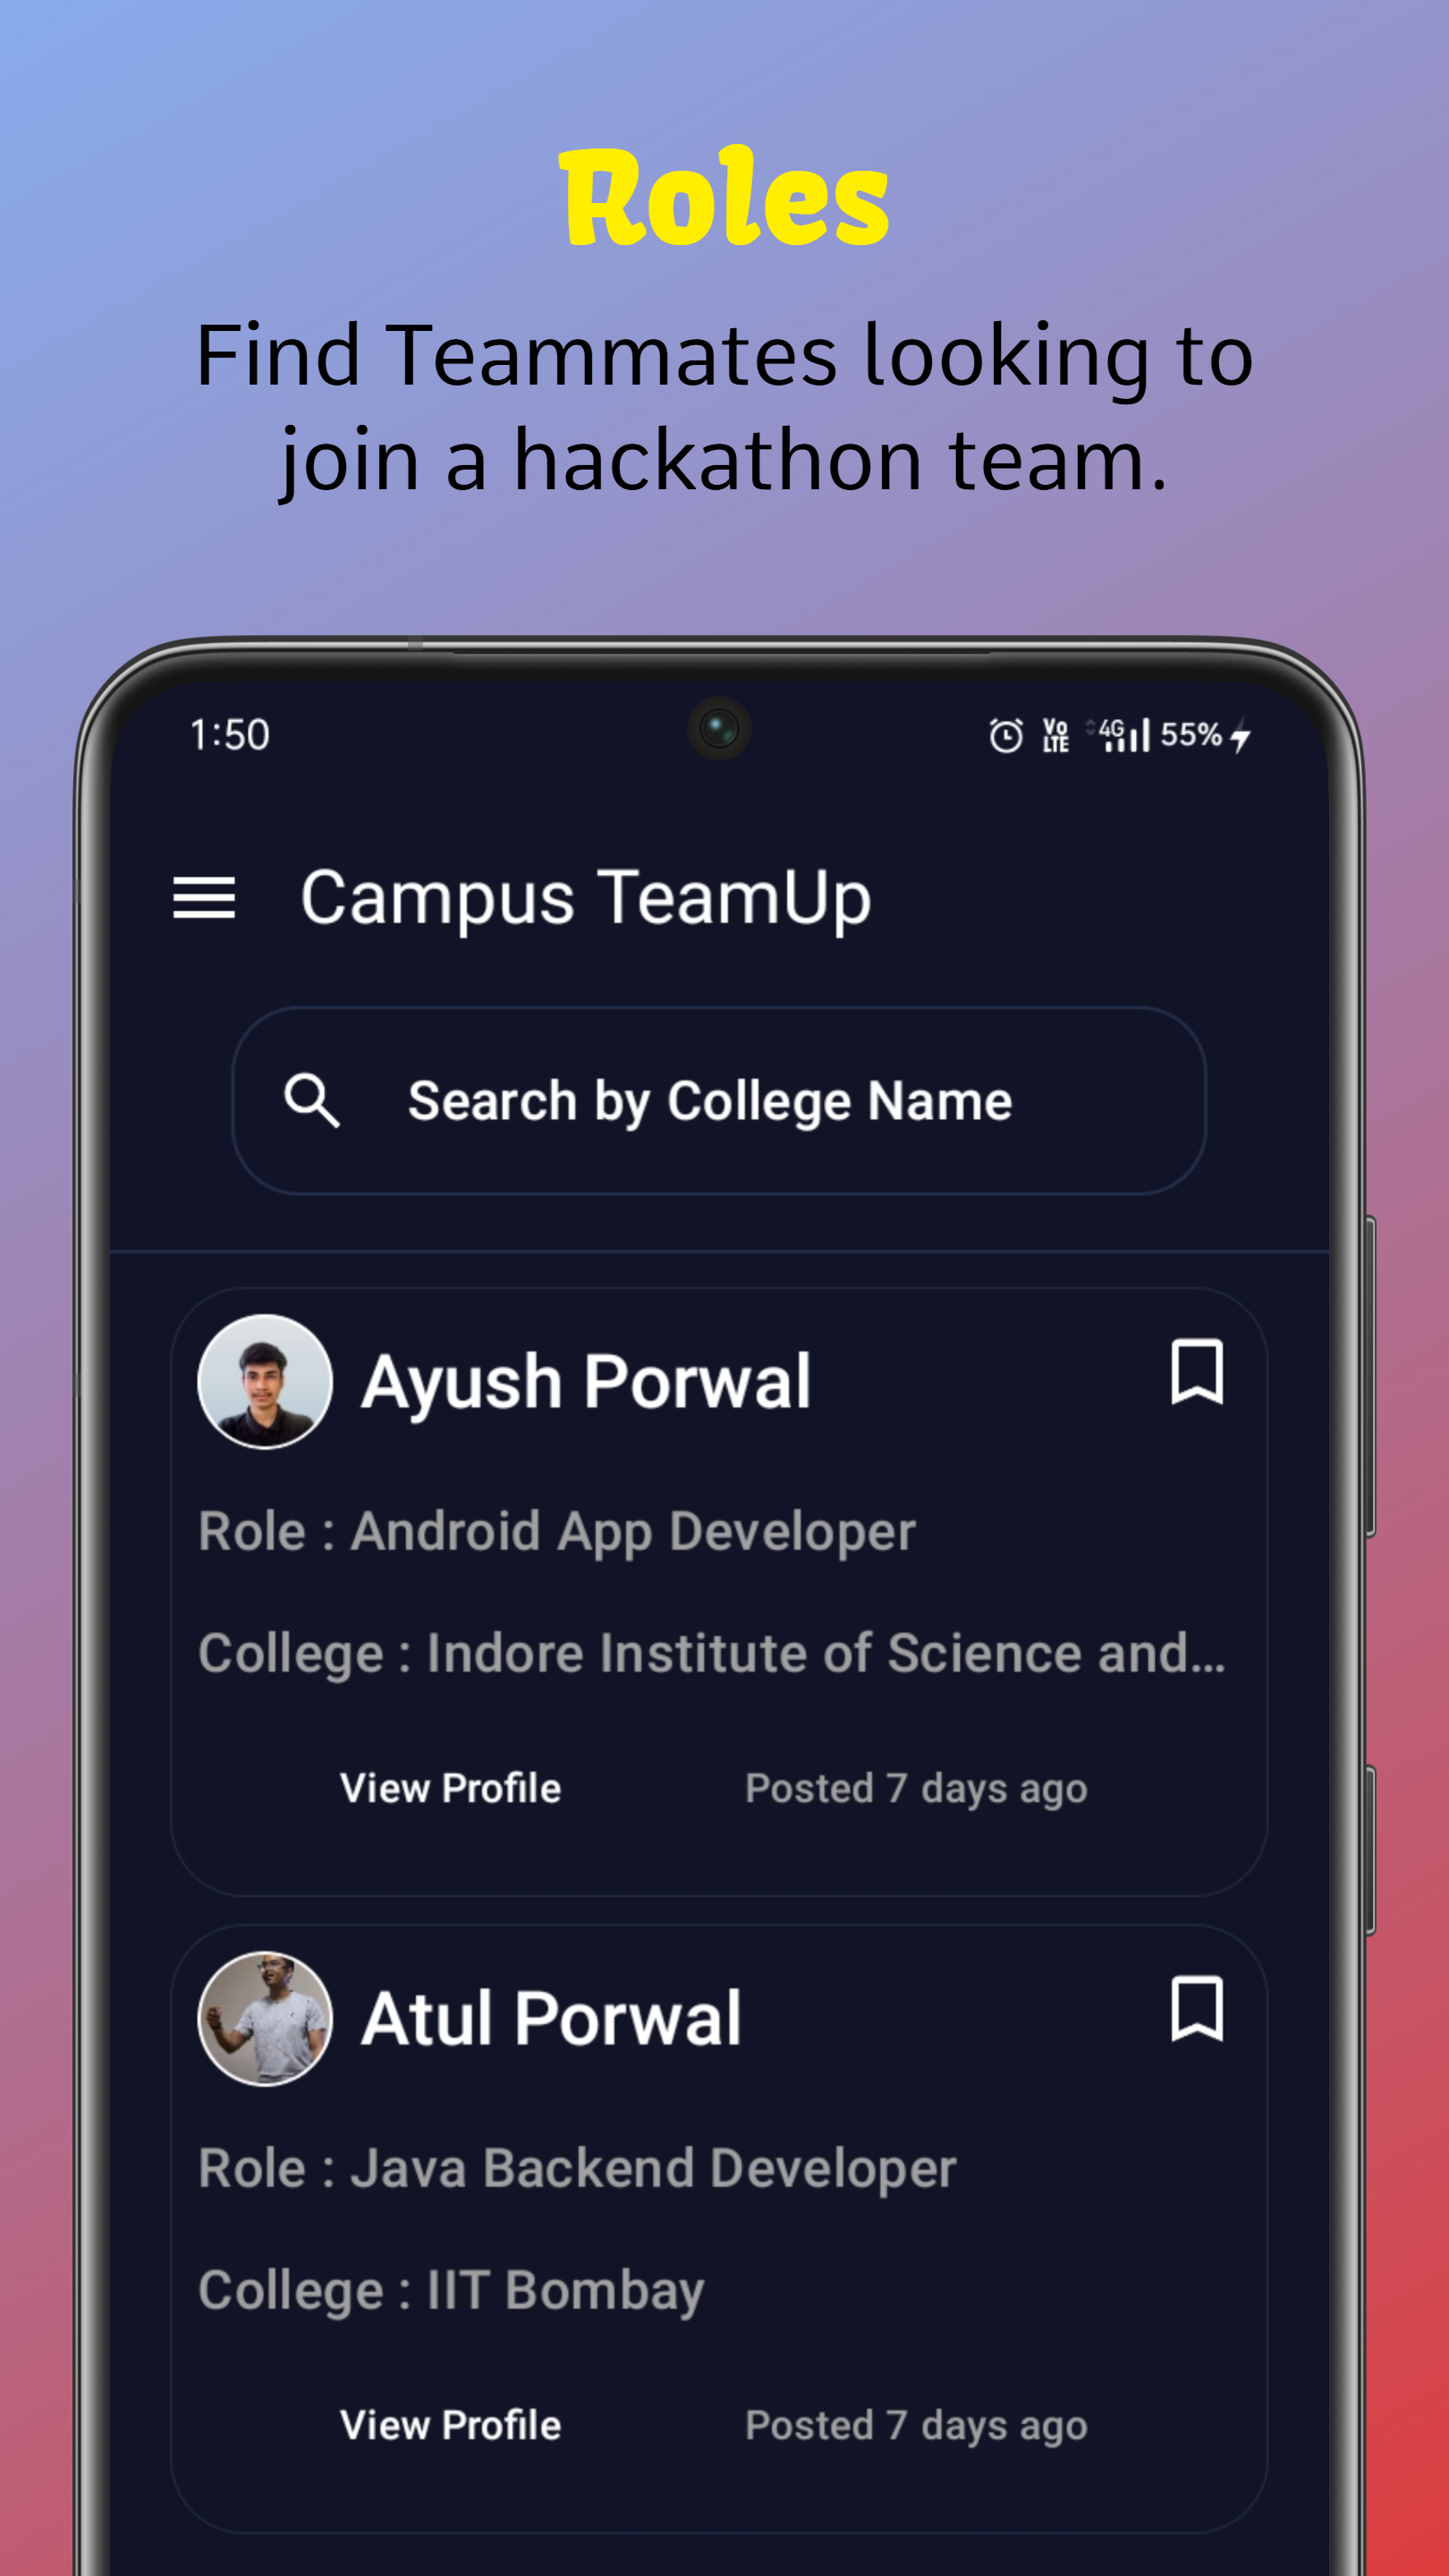 Roles
Find Teammates looking to
join a hackathon team.
1:50
Vo LTE 4G 55%
Campus TeamUp
Search by College Name
Ayush Porwal
Role : Android App Developer
College : Indore Institute of Science and...
View Profile Posted 7 days ago
Atul Porwal
Role : Java Backend Developer
College : IIT Bombay
View Profile Posted 7 days ago